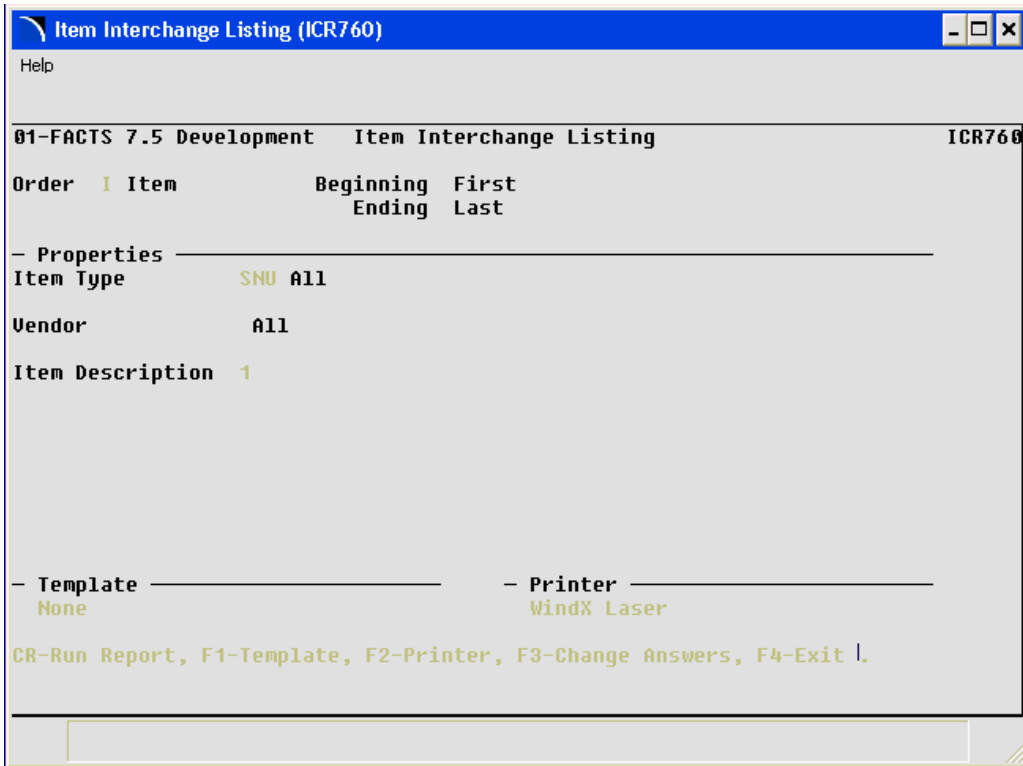 Item Interchange Listing (ICR760)
Help
01-FACTS 7.5 Development Item Interchange Listing ICR760
Order I Item Beginning First
Ending Last
Properties
Item Type SNU All
Vendor All
Item Description 1
Template Printer
None WindX Laser
CR-Run Report, F1-Template, F2-Printer, F3-Change Answers, F4-Exit .